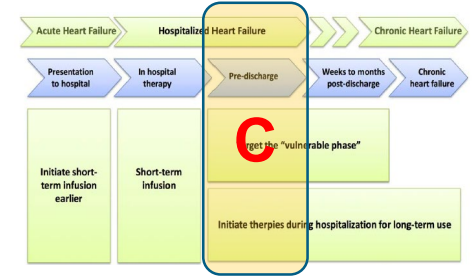 Acute Heart Failure
Hospitalized Heart Failure
Chronic Heart Failure
Presentation
to hospital
In hospital
therapy
Pre-discharge
Weeks to months
post-discharge
Chronic
heart failure
Initiate short-
term infusion
earlier
Short-term
infusion
C
rget the “vulnerable phase”
Initiate therpies during hospitalization for long-term use